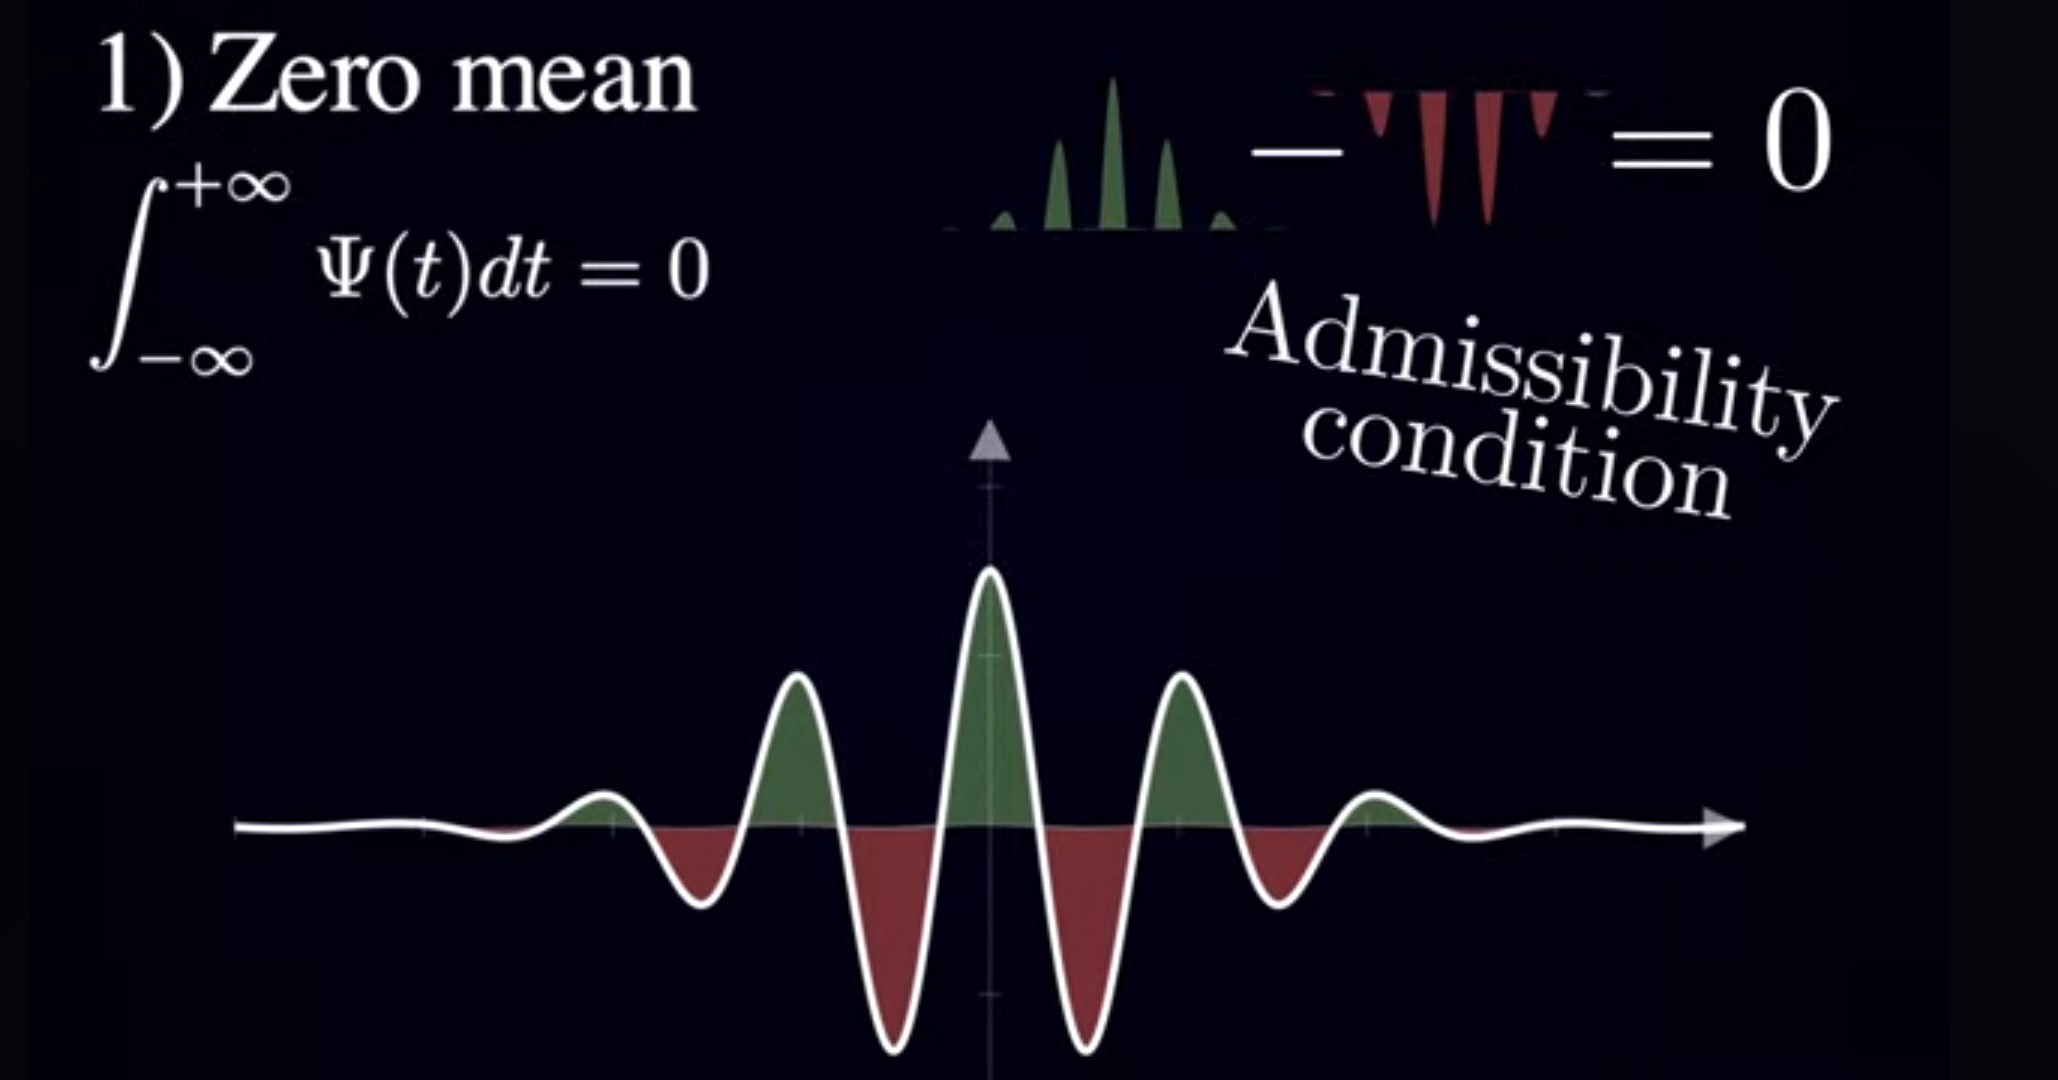 1) Zero mean
∫_{-∞}^{+∞} Ψ(t)dt = 0
− = 0
Admissibility
condition